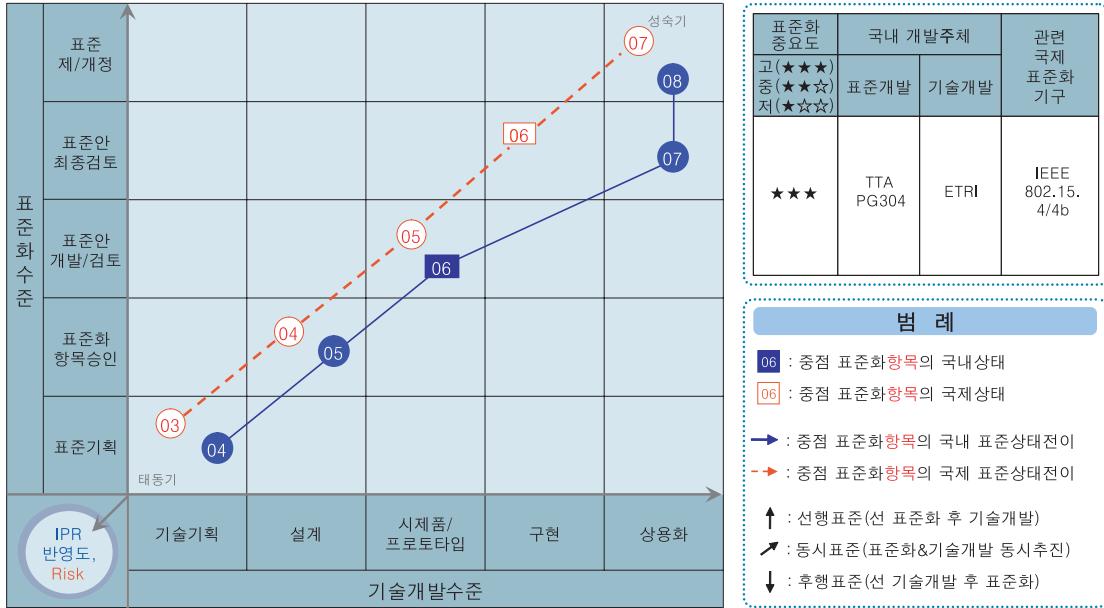 표준화수준
표준
제/개정
표준안
최종검토
표준안
개발/검토
표준화
항목승인
표준기획
성숙기
07
08
06
07
05
06
04
05
03
04
태동기
IPR
반영도,
Risk
기술기획
설계
시제품/
프로토타입
구현
상용화
기술개발수준
표준화
중요도
고(★★★)
중(★★☆)
저(★☆☆)
국내 개발주체
표준개발
기술개발
관련
국제
표준화
기구
★★★
TTA
PG304
ETRI
IEEE
802.15.
4/4b
범 례
06 : 중점 표준화항목의 국내상태
06 : 중점 표준화항목의 국제상태
: 중점 표준화항목의 국내 표준상태전이
: 중점 표준화항목의 국제 표준상태전이
: 선행표준(선 표준화 후 기술개발)
: 동시표준(표준화&기술개발 동시추진)
: 후행표준(선 기술개발 후 표준화)